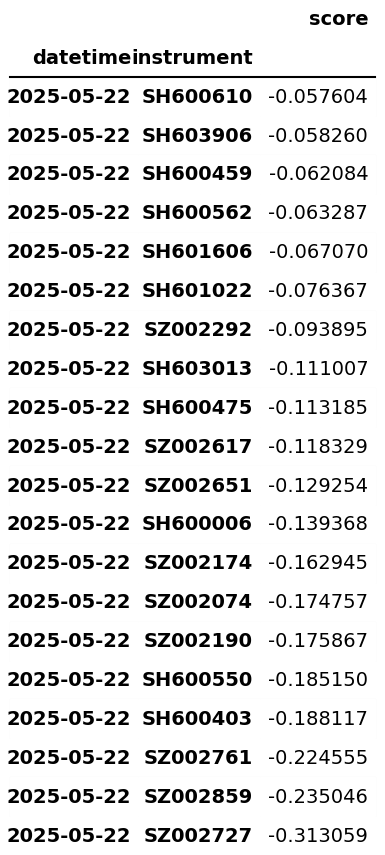 score
datetime instrument
2025-05-22 SH600610 -0.057604
2025-05-22 SH603906 -0.058260
2025-05-22 SH600459 -0.062084
2025-05-22 SH600562 -0.063287
2025-05-22 SH601606 -0.067070
2025-05-22 SH601022 -0.076367
2025-05-22 SZ002292 -0.093895
2025-05-22 SH603013 -0.111007
2025-05-22 SH600475 -0.113185
2025-05-22 SZ002617 -0.118329
2025-05-22 SZ002651 -0.129254
2025-05-22 SH600006 -0.139368
2025-05-22 SZ002174 -0.162945
2025-05-22 SZ002074 -0.174757
2025-05-22 SZ002190 -0.175867
2025-05-22 SH600550 -0.185150
2025-05-22 SH600403 -0.188117
2025-05-22 SZ002761 -0.224555
2025-05-22 SZ002859 -0.235046
2025-05-22 SZ002727 -0.313059